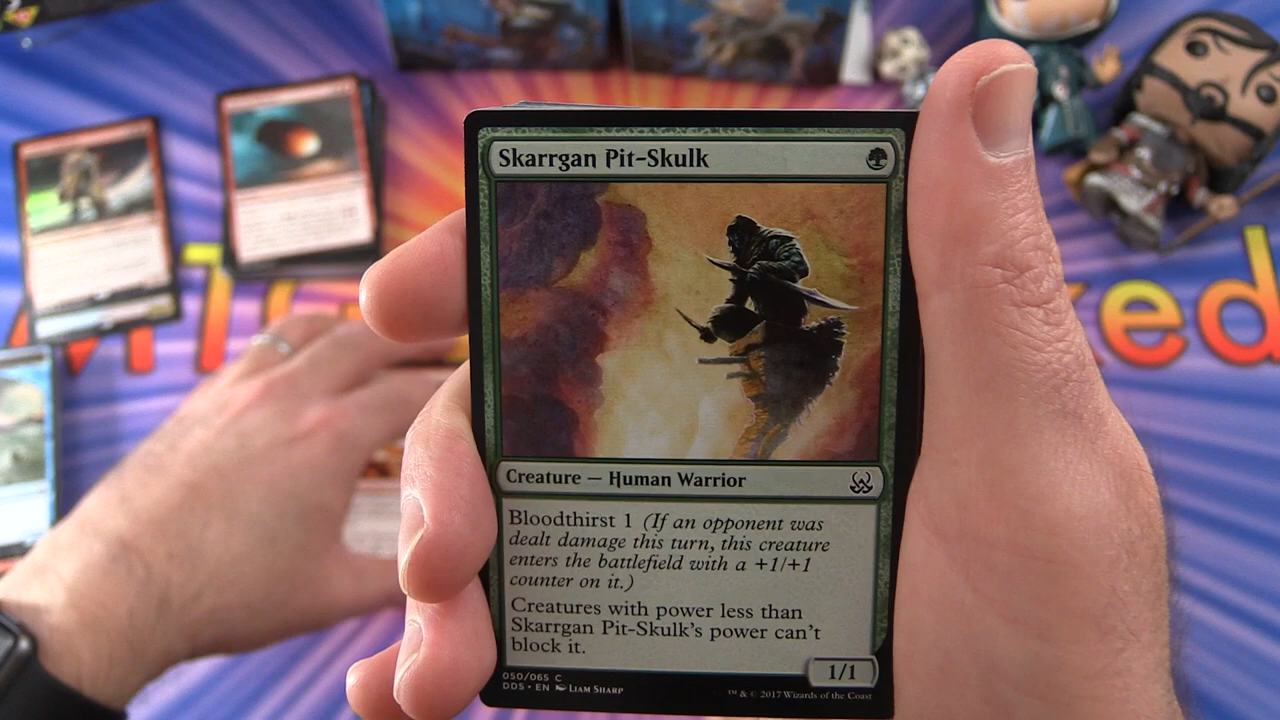 Skarrgan Pit-Skulk
Creature — Human Warrior
Bloodthirst 1 (If an opponent was
dealt damage this turn, this creature
enters the battlefield with a +1/+1
counter on it.)
Creatures with power less than
Skarrgan Pit-Skulk's power can't
block it.
1/1
050/065 C
DDS • EN Liam Sharp
™ & © 2017 Wizards of the Coast
ked